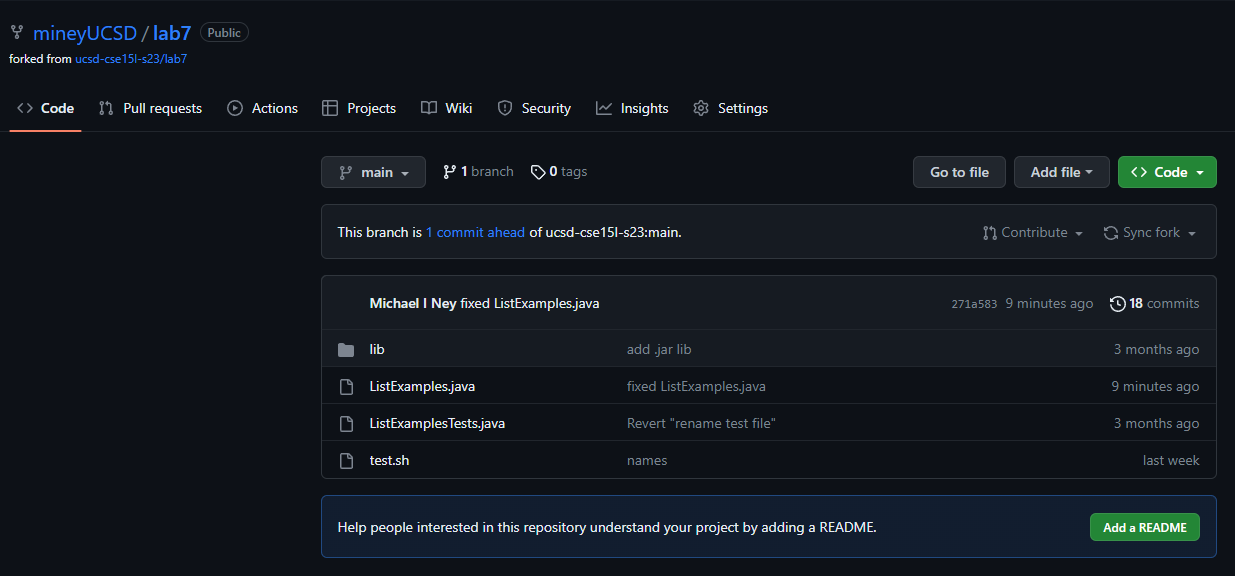 mineyUCSD / lab7 Public
forked from ucsd-cse15l-s23/lab7
Code Pull requests Actions Projects Wiki Security Insights Settings
main 1 branch 0 tags Go to file Add file Code
This branch is 1 commit ahead of ucsd-cse15l-s23:main. Contribute Sync fork
Michael I Ney fixed ListExamples.java 271a583 9 minutes ago 18 commits
lib add .jar lib 3 months ago
ListExamples.java fixed ListExamples.java 9 minutes ago
ListExamplesTests.java Revert "rename test file" 3 months ago
test.sh names last week
Help people interested in this repository understand your project by adding a README. Add a README